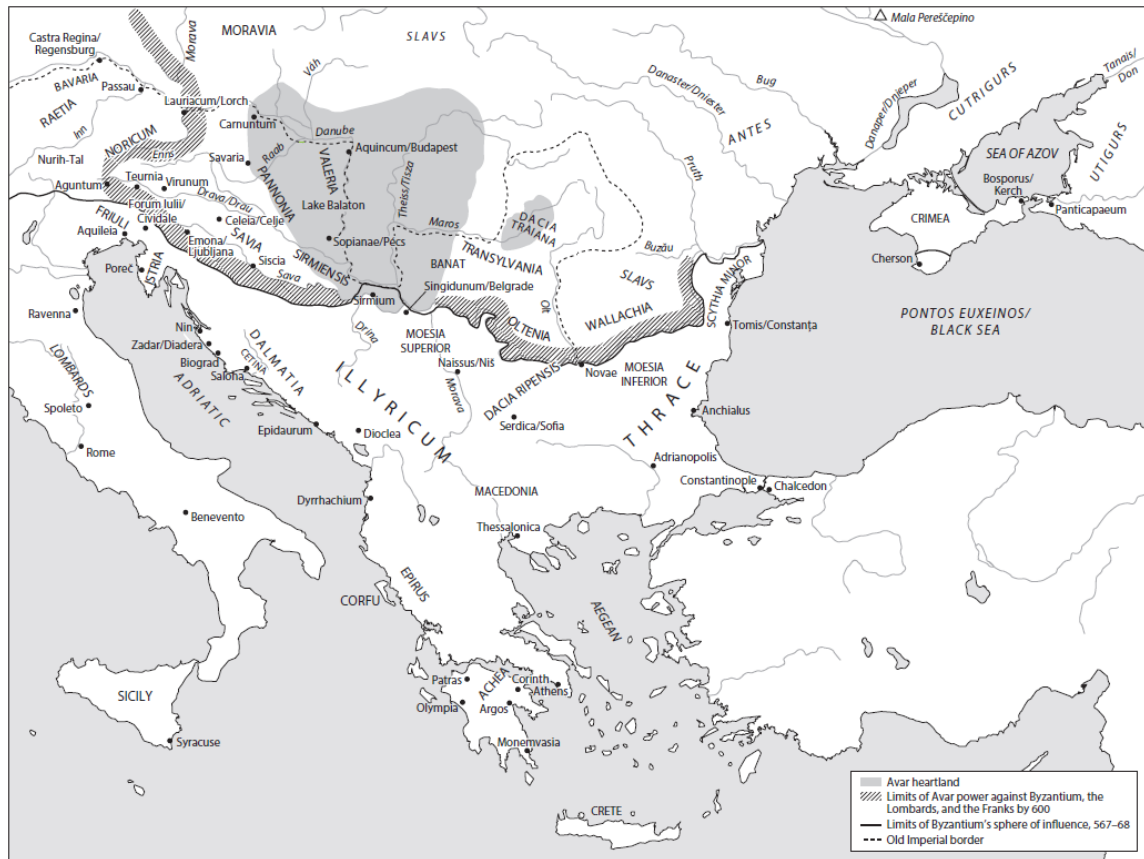 Mala Pereščepino
Castra Regina/
Regensburg
Morava
MORAVIA
SLAVS
Váh
Danaster/Dniester
Bug
Tanais/
Don
BAVARIA
Passau
RAETIA
Inn
Lauriacum/Lorch
Carnuntum
Danube
Danaper/Dnieper
CUTRIGURS
ANTES
NORICUM
Enns
Nurih-Tal
Savaria
Raab
Aquincum/Budapest
VALERIA
PANNONIA
Theiss/Tisza
Pruth
SEA OF AZOV
UTIGURS
Aguntum
Teurnia
Virunum
Forum Iulii/
Cividale
Drava/Drau
Lake Balaton
Maros
DACIA
TRAIANA
Bosporus/
Kerch
Panticapaeum
CRIMEA
FRIULI
Aquileia
Celeia/Celje
Emona/
Ljubljana
SAVIA
Sopianae/Pécs
TRANSYLVANIA
Buzău
Cherson
Poreč
ISTRIA
Siscia
Sava
SIRMIENSIS
BANAT
Singidunum/Belgrade
SLAVS
SCYTHIA MINOR
Sirmium
Olt
WALLACHIA
OLTENIA
PONTOS EUXEINOS/
BLACK SEA
Ravenna
Nin
Zadar/Diadera
Biograd
Salona
CETINA
DALMATIA
Drina
MOESIA
SUPERIOR
Tomis/Constanța
LOMBARDS
ADRIATIC
ILLYRICUM
Naissus/Niš
Morava
DACIA RIPENSIS
Novae
MOESIA
INFERIOR
Spoleto
Epidaurum
Dioclea
Serdica/Sofia
THRACE
Anchialus
Rome
Adrianopolis
Constantinople
Chalcedon
Benevento
Dyrrhachium
MACEDONIA
Thessalonica
EPIRUS
CORFU
AEGEAN
SICILY
Syracuse
Patras
ACHEA
Corinth
Athens
Olympia
Argos
Monemvasia
CRETE
Avar heartland
Limits of Avar power against Byzantium, the
Lombards, and the Franks by 600
Limits of Byzantium's sphere of influence, 567–68
Old Imperial border